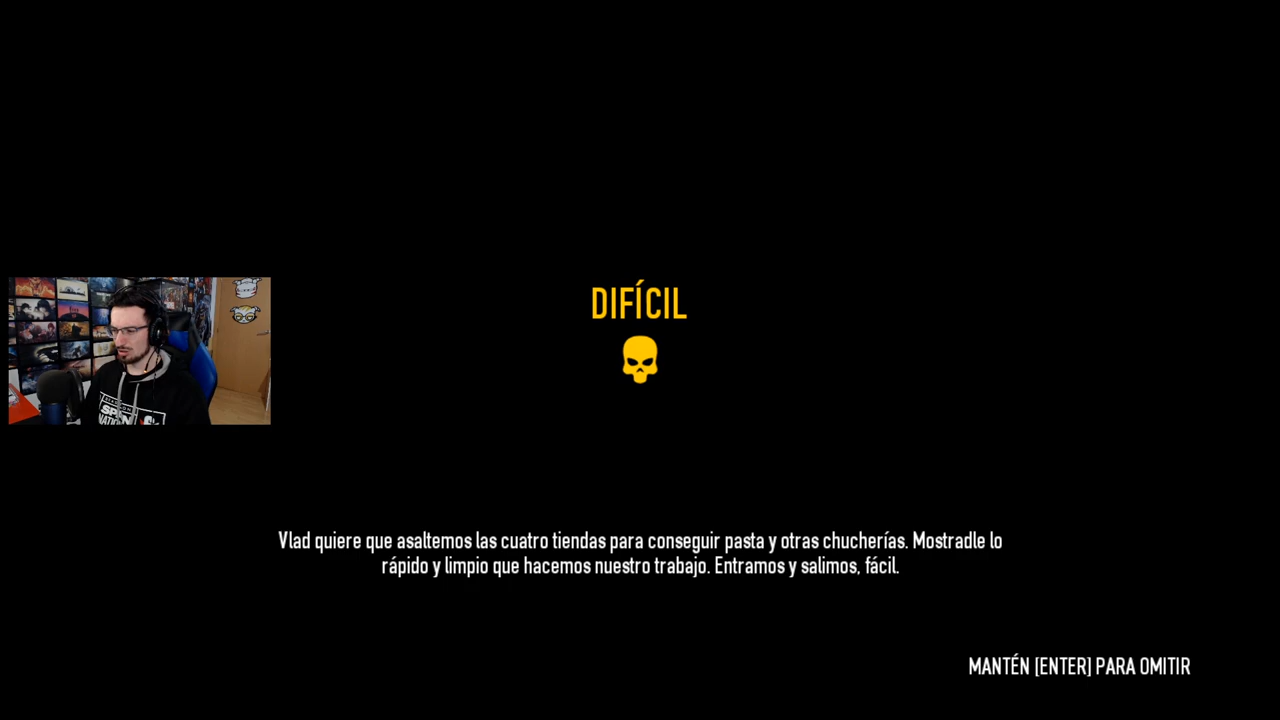 DIFÍCIL
Vlad quiere que asaltemos las cuatro tiendas para conseguir pasta y otras chucherías. Mostradle lo
rápido y limpio que hacemos nuestro trabajo. Entramos y salimos, fácil.
MANTÉN [ENTER] PARA OMITIR